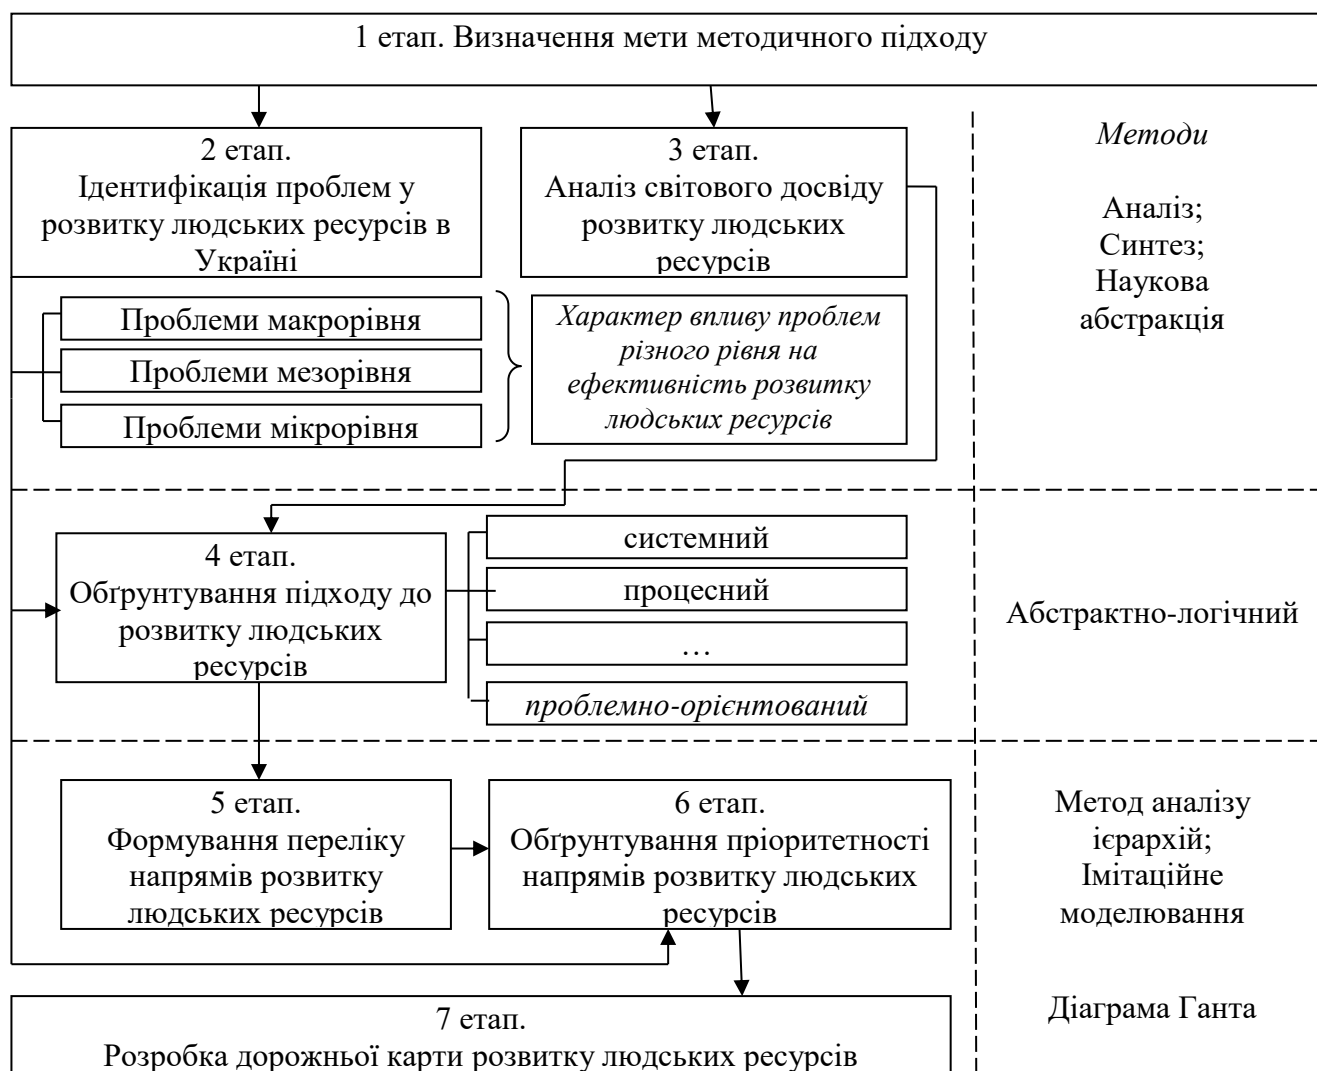 1 етап. Визначення мети методичного підходу
2 етап.
Ідентифікація проблем у
розвитку людських ресурсів в
Україні
3 етап.
Аналіз світового досвіду
розвитку людських
ресурсів
Методи
Аналіз;
Синтез;
Наукова
абстракція
Проблеми макрорівня
Проблеми мезорівня
Проблеми мікрорівня
Характер впливу проблем
різного рівня на
ефективність розвитку
людських ресурсів
4 етап.
Обґрунтування підходу до
розвитку людських
ресурсів
системний
процесний
…
проблемно-орієнтований
Абстрактно-логічний
5 етап.
Формування переліку
напрямів розвитку
людських ресурсів
6 етап.
Обґрунтування пріоритетності
напрямів розвитку людських
ресурсів
Метод аналізу
ієрархій;
Імітаційне
моделювання
7 етап.
Розробка дорожньої карти розвитку людських ресурсів
Діаграма Ганта